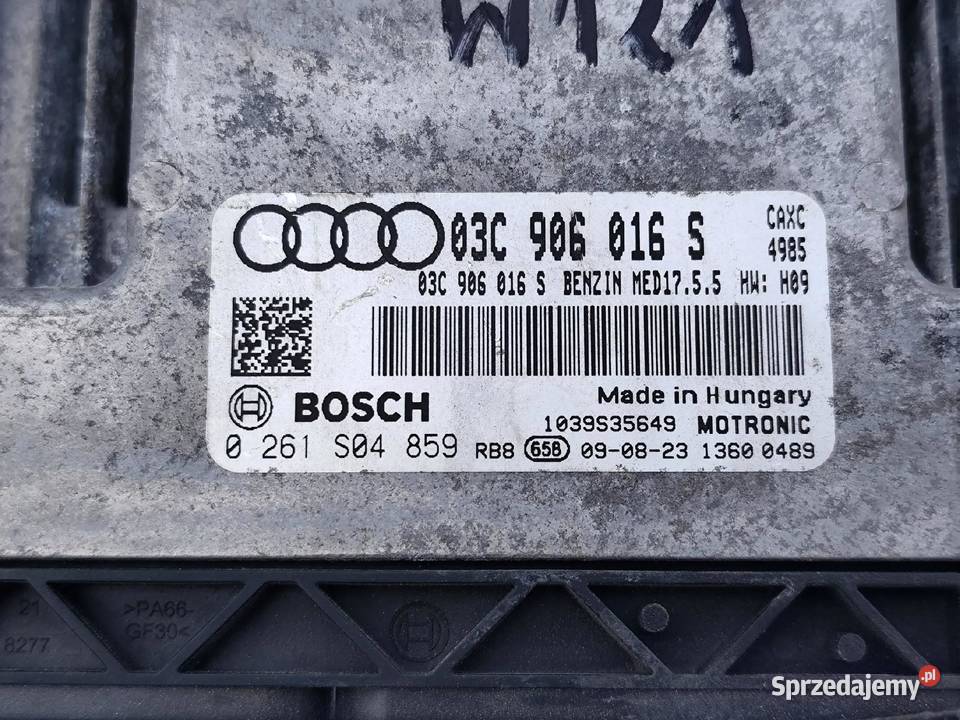 W12X
03C 906 016 S
CAXC
4985
03C 906 016 S BENZIN MED17.5.5 HW: H09
BOSCH
Made in Hungary
1039S35649 MOTRONIC
0 261 S04 859 RB8 658 09-08-23 1360 0489
21
>PA66-
GF30<
8277
Sprzedajemy.pl